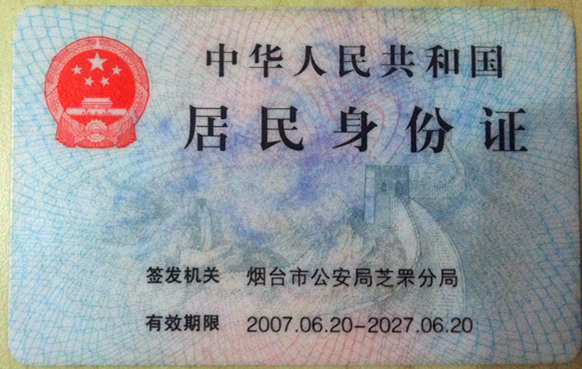 中华人民共和国
居民身份证
签发机关 烟台市公安局芝罘分局
有效期限 2007.06.20-2027.06.20